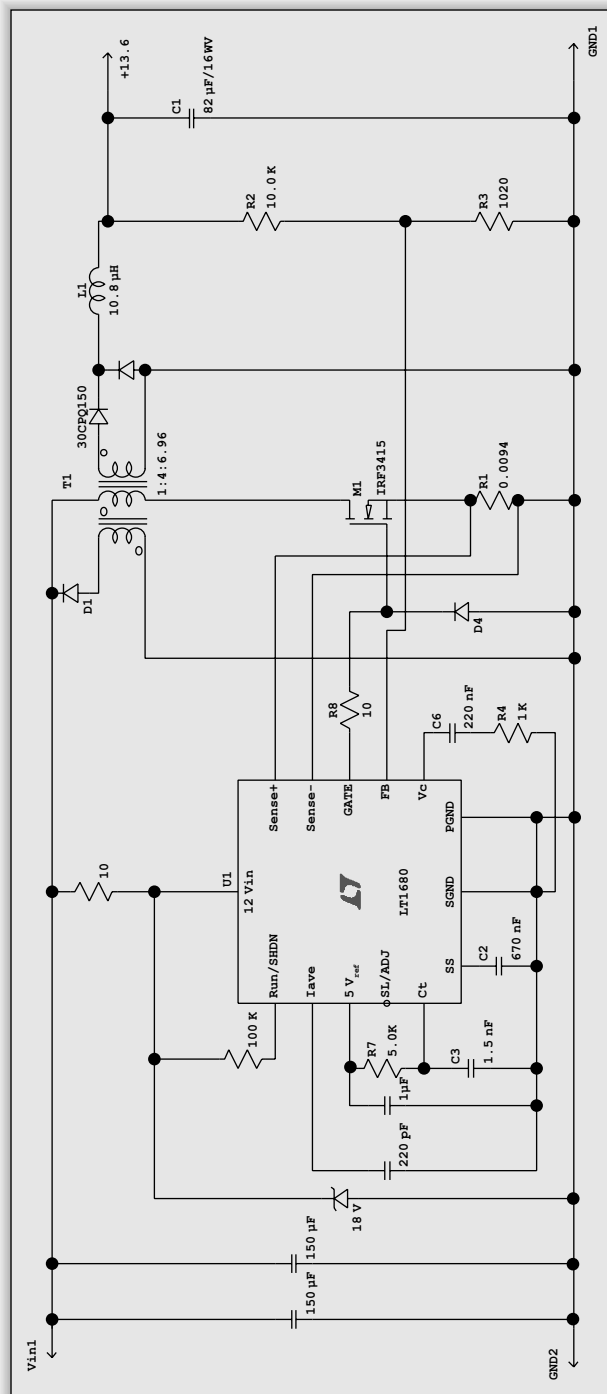 Vin1
GND2
150 µF
150 µF
18 V
220 pF
1µF
R7
5.0K
C3
1.5 nF
100 K
10
U1
12 Vin
Run/SHDN
Iave
5 Vref
SL/ADJ
Ct
SS
SGND
PGND
Sense+
Sense-
GATE
FB
Vc
LT
LT1680
C2
670 nF
C6
220 nF
R4
1K
R8
10
D4
D1
T1
1:4:6.96
M1
IRF3415
R1
0.0094
30CPQ150
L1
10.8 µH
R2
10.0 K
R3
1020
C1
82 µF/16WV
+13.6
GND1